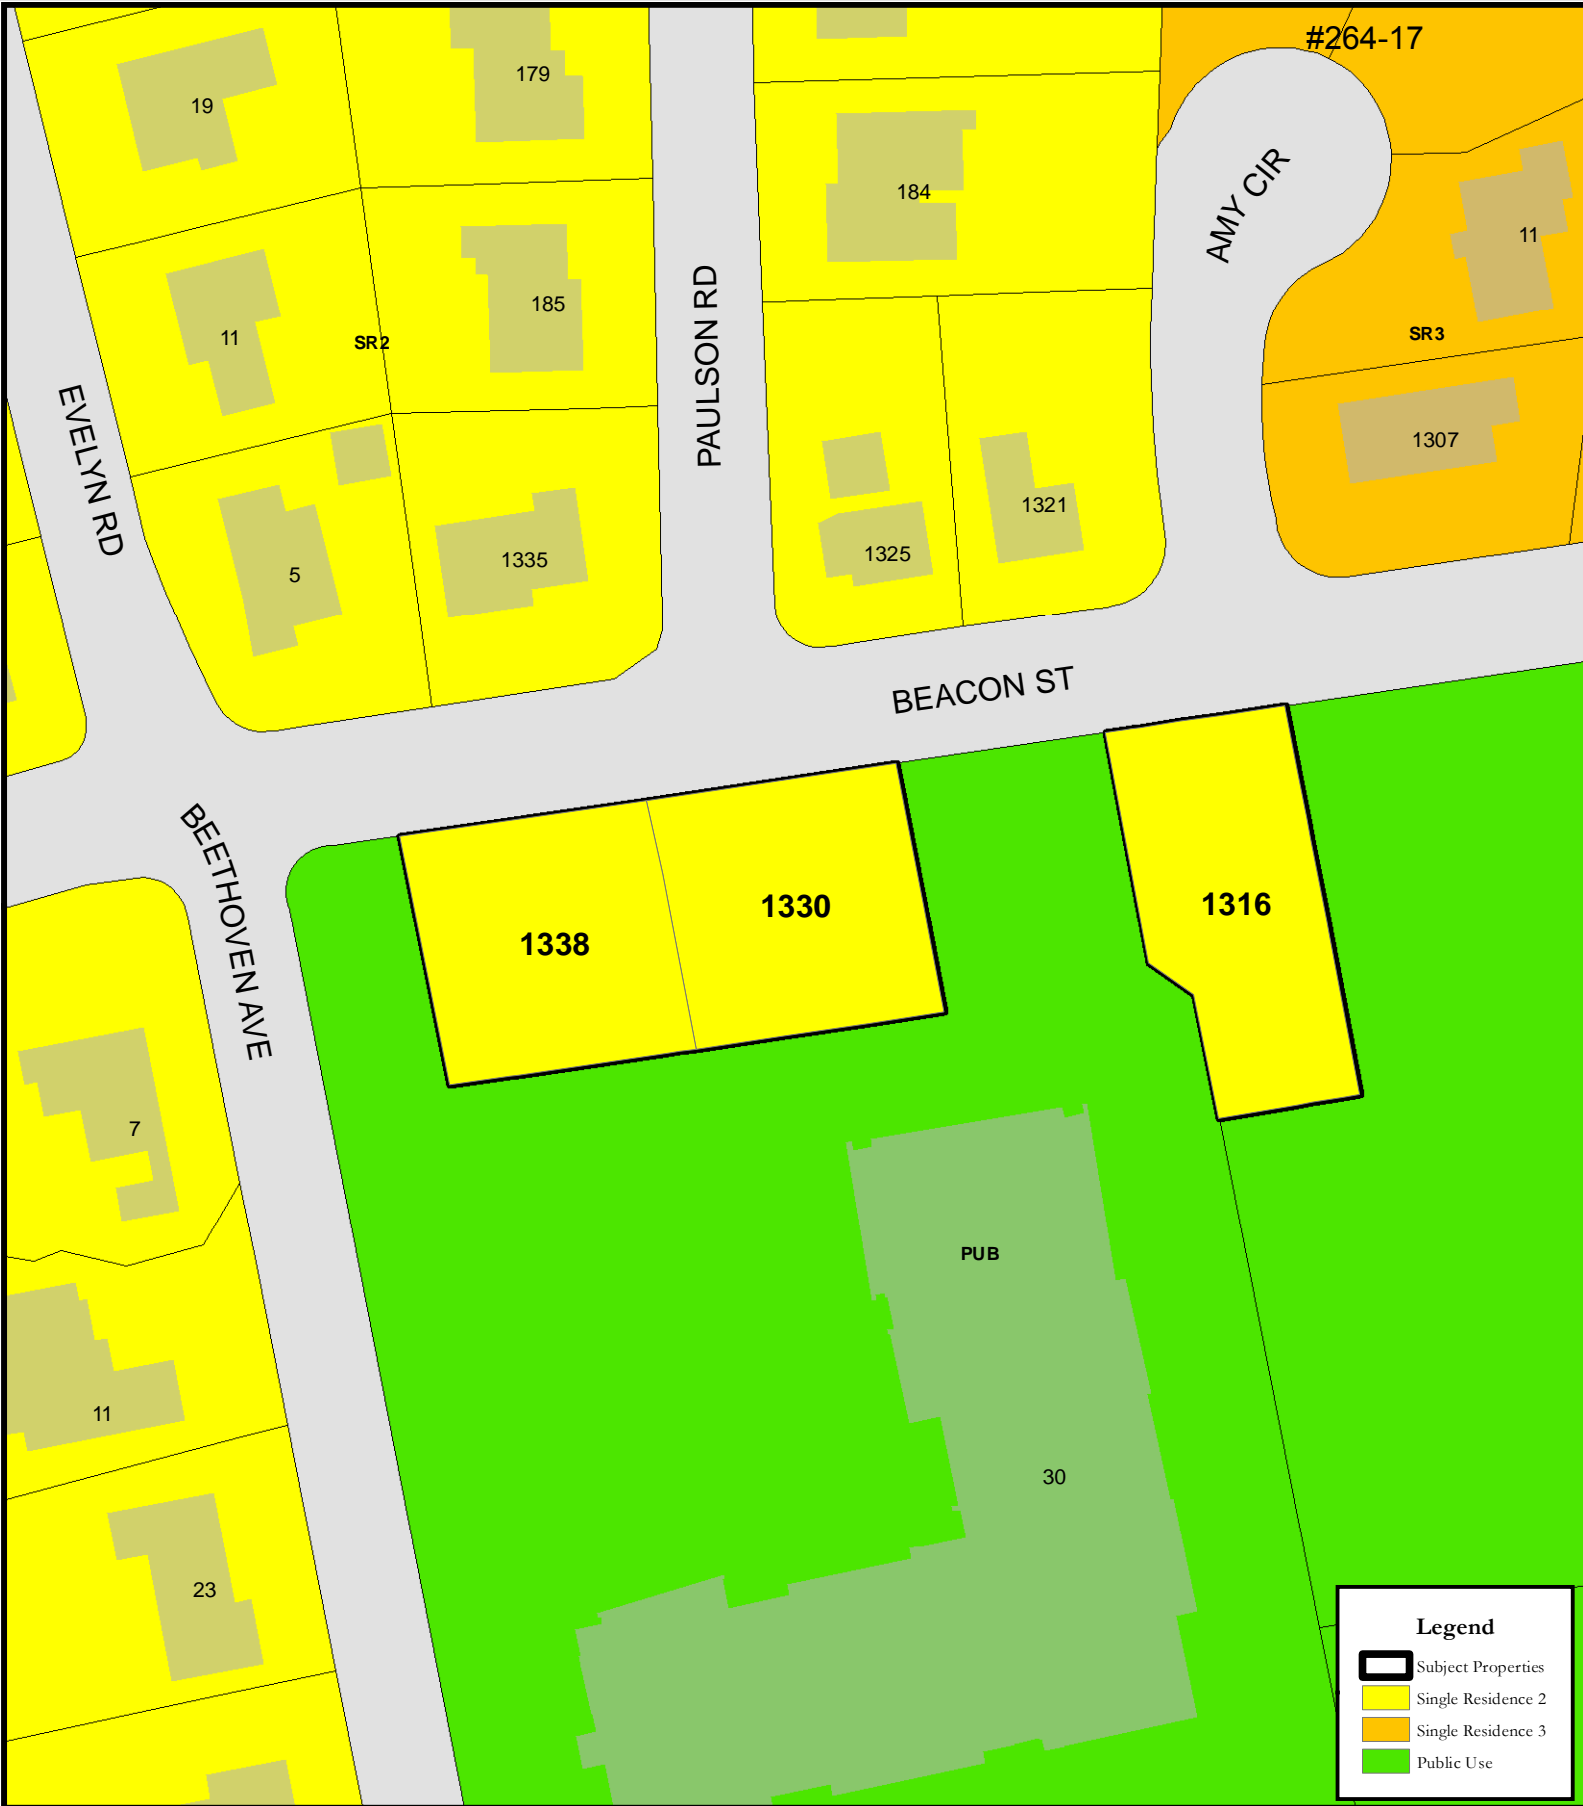 #264-17
179
19
184
AMY CIR
11
185
PAULSON RD
11
SR2
SR3
EVELYN RD
1307
1321
1325
1335
5
BEACON ST
BEETHOVEN AVE
1330
1316
1338
7
PUB
11
30
23
Legend
Subject Properties
Single Residence 2
Single Residence 3
Public Use